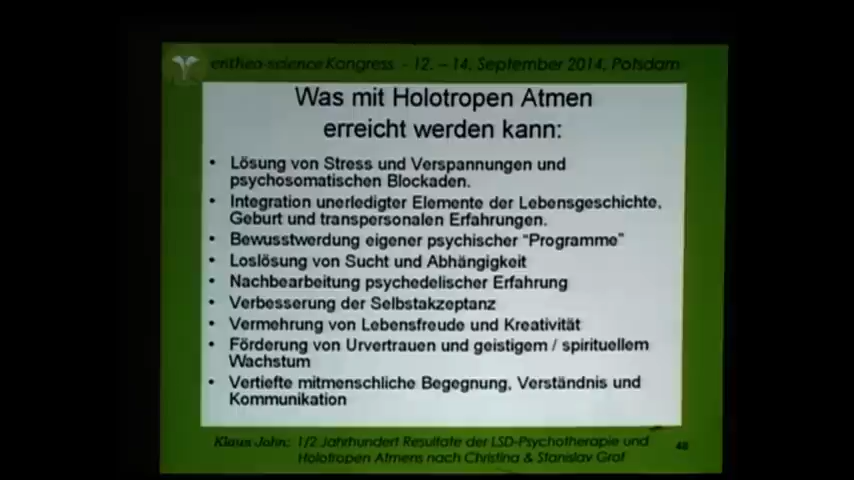 entheo-science Kongress - 12. – 14. September 2014, Potsdam
Was mit Holotropen Atmen
erreicht werden kann:
• Lösung von Stress und Verspannungen und
psychosomatischen Blockaden.
• Integration unerledigter Elemente der Lebensgeschichte,
Geburt und transpersonalen Erfahrungen.
• Bewusstwerdung eigener psychischer “Programme”
• Loslösung von Sucht und Abhängigkeit
• Nachbearbeitung psychedelischer Erfahrung
• Verbesserung der Selbstakzeptanz
• Vermehrung von Lebensfreude und Kreativität
• Förderung von Urvertrauen und geistigem / spirituellem
Wachstum
• Vertiefte mitmenschliche Begegnung, Verständnis und
Kommunikation
Klaus John: 1/2 Jahrhundert Resultate der LSD-Psychotherapie und
Holotropen Atmens nach Christina & Stanislav Grof
48